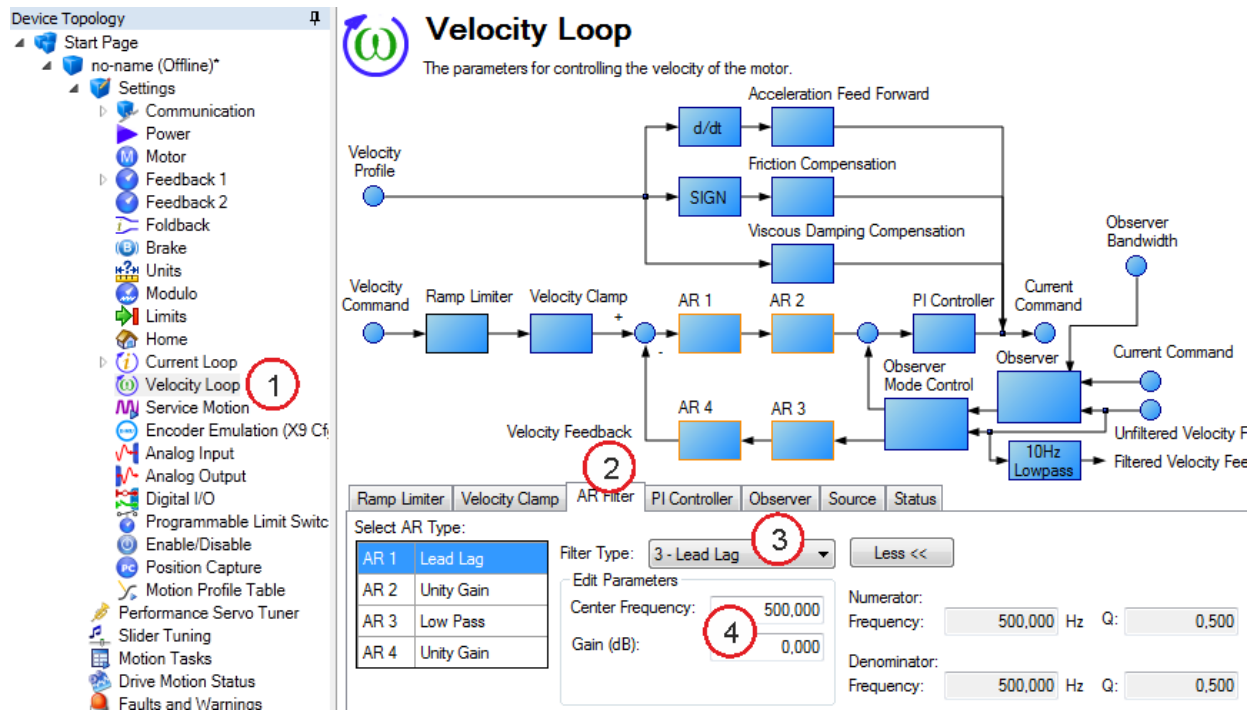 Device Topology
Start Page
no-name (Offline)*
Settings
Communication
Power
Motor
Feedback 1
Feedback 2
Foldback
Brake
Units
Modulo
Limits
Home
Current Loop
Velocity Loop
1
Service Motion
Encoder Emulation (X9 Cf
Analog Input
Analog Output
Digital I/O
Programmable Limit Switc
Enable/Disable
Position Capture
Motion Profile Table
Performance Servo Tuner
Slider Tuning
Motion Tasks
Drive Motion Status
Faults and Warnings
Velocity Loop
The parameters for controlling the velocity of the motor.
Acceleration Feed Forward
d/dt
Velocity
Profile
Friction Compensation
SIGN
Viscous Damping Compensation
Observer
Bandwidth
Velocity
Command
Ramp Limiter
Velocity Clamp
+
-
AR 1
AR 2
PI Controller
Current
Command
Observer
Current Command
Observer
Mode Control
AR 4
AR 3
Velocity Feedback
Unfiltered Velocity F
10Hz
Lowpass
Filtered Velocity Fee
2
Ramp Limiter Velocity Clamp AR Filter PI Controller Observer Source Status
Select AR Type:
AR 1 Lead Lag
AR 2 Unity Gain
AR 3 Low Pass
AR 4 Unity Gain
Filter Type: 3 - Lead Lag 3 Less <<
Edit Parameters
Center Frequency: 500,000
4
Gain (dB): 0,000
Numerator:
Frequency: 500,000 Hz Q: 0,500
Denominator:
Frequency: 500,000 Hz Q: 0,500